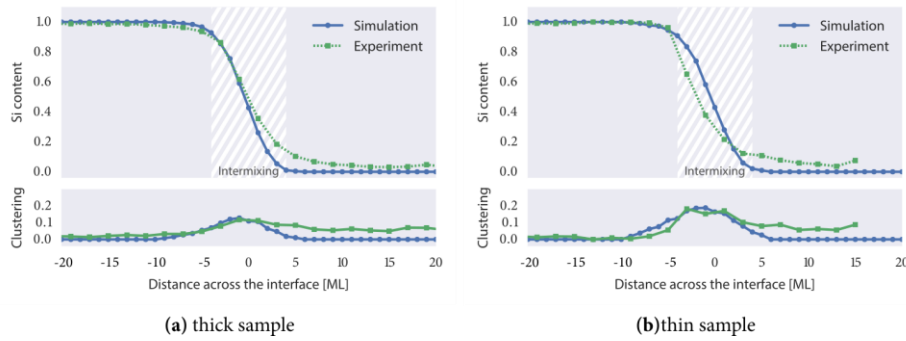 Si content
1.0
0.8
0.6
0.4
0.2
0.0
Simulation
Experiment
Intermixing
Clustering
0.2
0.1
0.0
-20 -15 -10 -5 0 5 10 15 20
Distance across the interface [ML]
(a) thick sample
Si content
1.0
0.8
0.6
0.4
0.2
0.0
Simulation
Experiment
Intermixing
Clustering
0.2
0.1
0.0
-20 -15 -10 -5 0 5 10 15 20
Distance across the interface [ML]
(b)thin sample